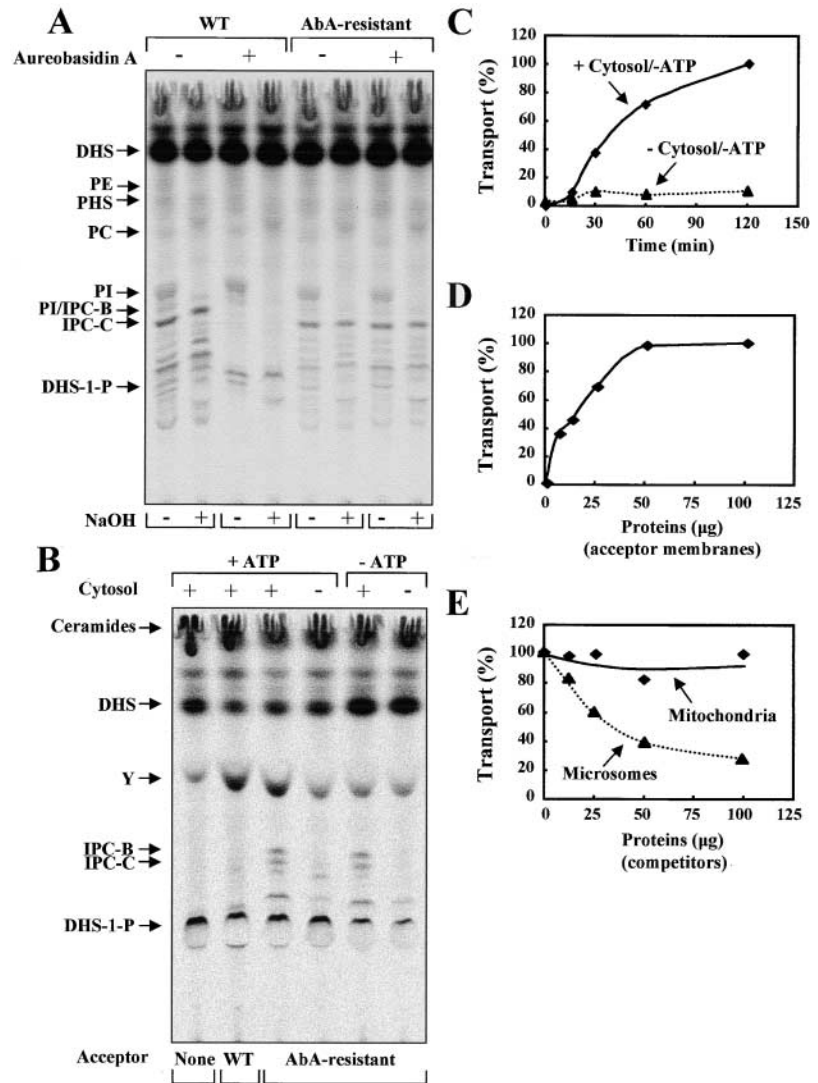 A
WT AbA-resistant
Aureobasidin A - + - +
DHS
PE
PHS
PC
PI
PI/IPC-B
IPC-C
DHS-1-P
NaOH - + - + - + - +
B
+ ATP - ATP
Cytosol + + + - + -
Ceramides
DHS
Y
IPC-B
IPC-C
DHS-1-P
Acceptor None WT AbA-resistant
C
Transport (%)
120
100
80
60
40
20
0
+ Cytosol/-ATP
- Cytosol/-ATP
0 30 60 90 120 150
Time (min)
D
Transport (%)
120
100
80
60
40
20
0
0 25 50 75 100 125
Proteins (µg)
(acceptor membranes)
E
Transport (%)
120
100
80
60
40
20
0
Mitochondria
Microsomes
0 25 50 75 100 125
Proteins (µg)
(competitors)